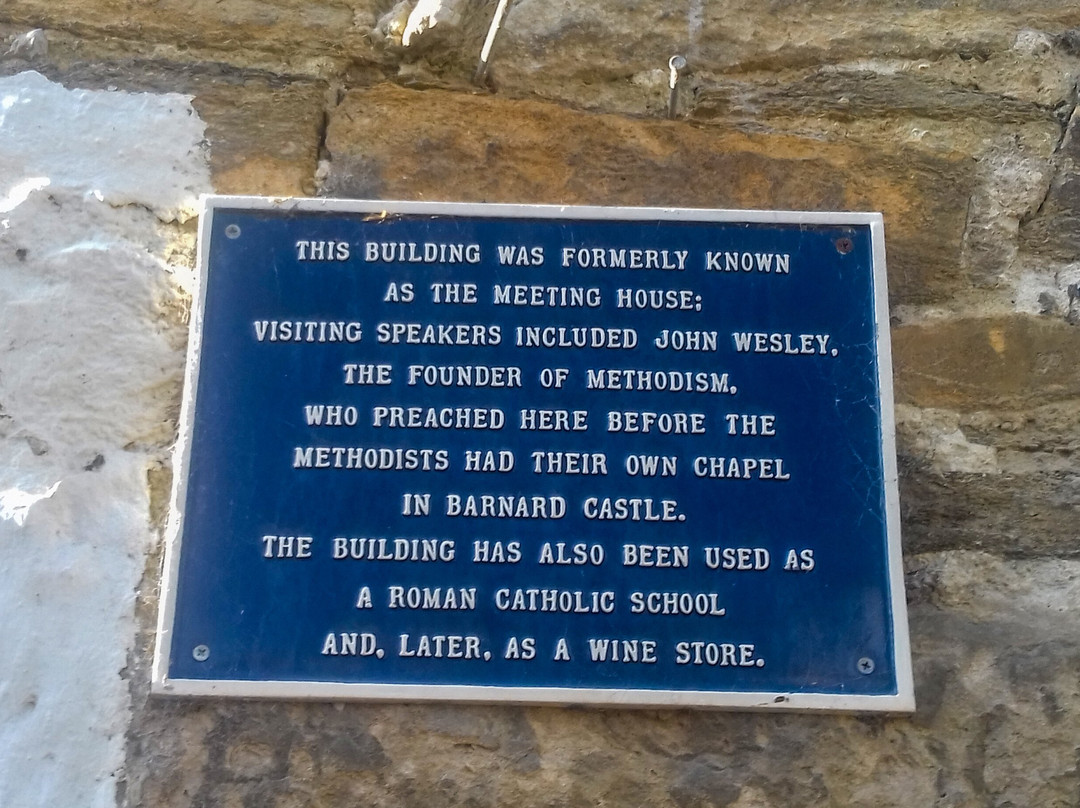 THIS BUILDING WAS FORMERLY KNOWN
AS THE MEETING HOUSE;
VISITING SPEAKERS INCLUDED JOHN WESLEY,
THE FOUNDER OF METHODISM,
WHO PREACHED HERE BEFORE THE
METHODISTS HAD THEIR OWN CHAPEL
IN BARNARD CASTLE.
THE BUILDING HAS ALSO BEEN USED AS
A ROMAN CATHOLIC SCHOOL
AND, LATER, AS A WINE STORE.